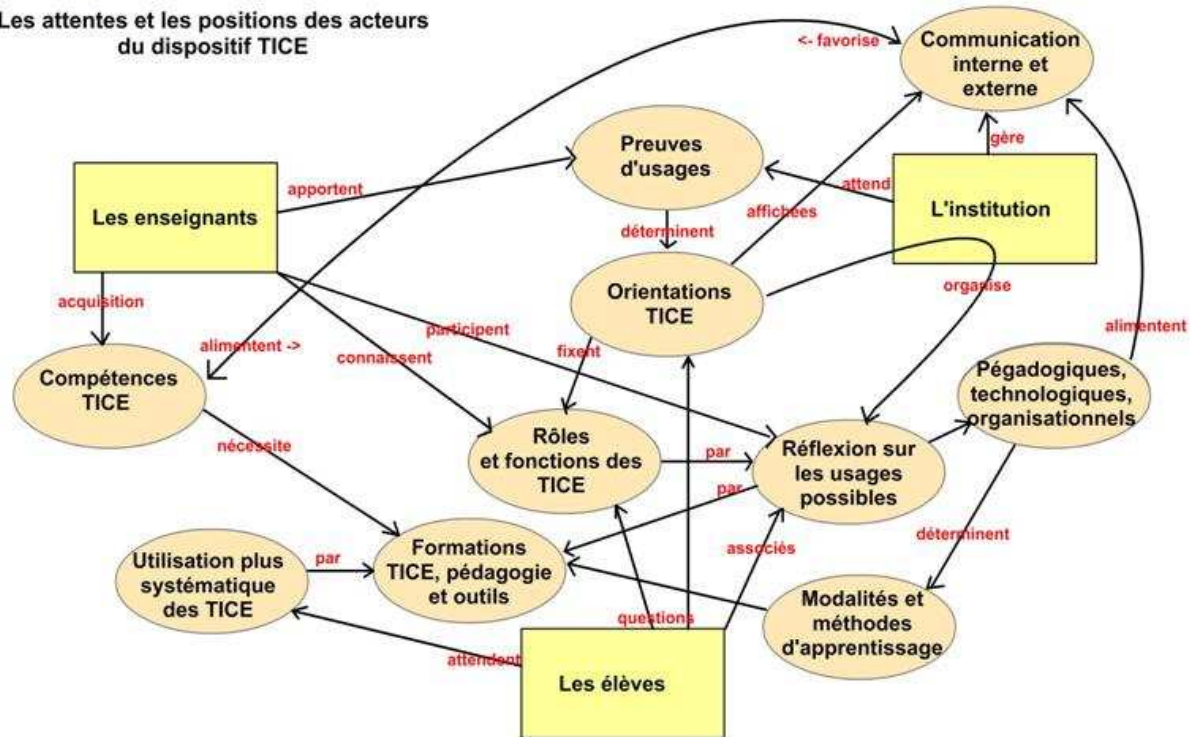 Les attentes et les positions des acteurs
du dispositif TICE
<- favorise
Communication
interne et
externe
Preuves
d'usages
gère
apportent
attend
Les enseignants
L'institution
affichées
déterminent
Orientations
TICE
organise
acquisition
participent
alimentent
alimentent ->
connaissent
fixent
Compétences
TICE
Pégadogiques,
technologiques,
organisationnels
nécessite
Rôles
et fonctions des
TICE
par
Réflexion sur
les usages
possibles
par
déterminent
associés
Utilisation plus
systématique
des TICE
par
Formations
TICE, pédagogie
et outils
Modalités et
méthodes
d'apprentissage
questions
attendent
Les élèves